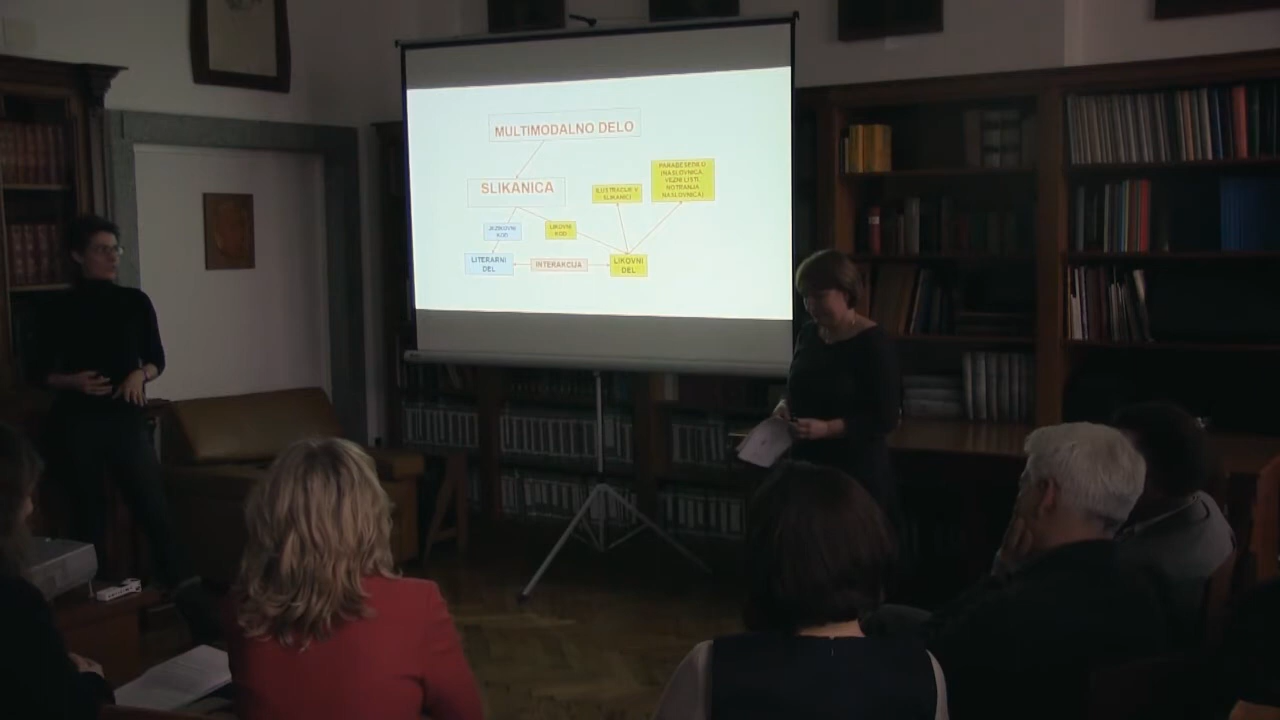 MULTIMODALNO DELO
SLIKANICA
ILUSTRACIJE V
SLIKANICI
PARABESEDILO
(NASLOVNICA,
VEZNI LISTI,
NOTRANJA
NASLOVNICA)
JEZIKOVNI
KOD
LIKOVNI
KOD
LITERARNI
DEL
INTERAKCIJA
LIKOVNI
DEL